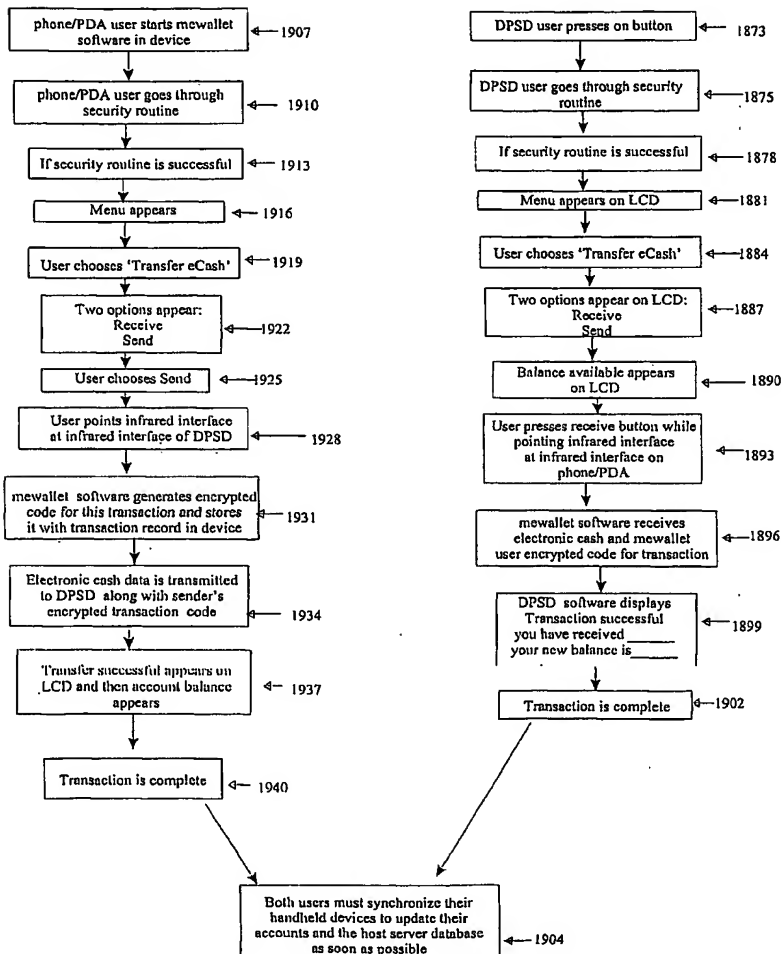 phone/PDA user starts mewallet
software in device
1907
phone/PDA user goes through
security routine
1910
If security routine is successful
1913
Menu appears
1916
User chooses 'Transfer eCash'
1919
Two options appear:
Receive
Send
1922
User chooses Send
1925
User points infrared interface
at infrared interface of DPSD
1928
mewallet software generates encrypted
code for this transaction and stores
it with transaction record in device
1931
Electronic cash data is transmitted
to DPSD along with sender's
encrypted transaction code
1934
Transfer successful appears on
LCD and then account balance
appears
1937
Transaction is complete
1940
DPSD user presses on button
1873
DPSD user goes through security
routine
1875
If security routine is successful
1878
Menu appears on LCD
1881
User chooses 'Transfer eCash'
1884
Two options appear on LCD:
Receive
Send
1887
Balance available appears
on LCD
1890
User presses receive button while
pointing infrared interface
at infrared interface on
phone/PDA
1893
mewallet software receives
electronic cash and mewallet
user encrypted code for transaction
1896
DPSD software displays
Transaction successful
you have received _____
your new balance is_____
1899
Transaction is complete
1902
Both users must synchronize their
handheld devices to update their
accounts and the host server database
as soon as possible
1904